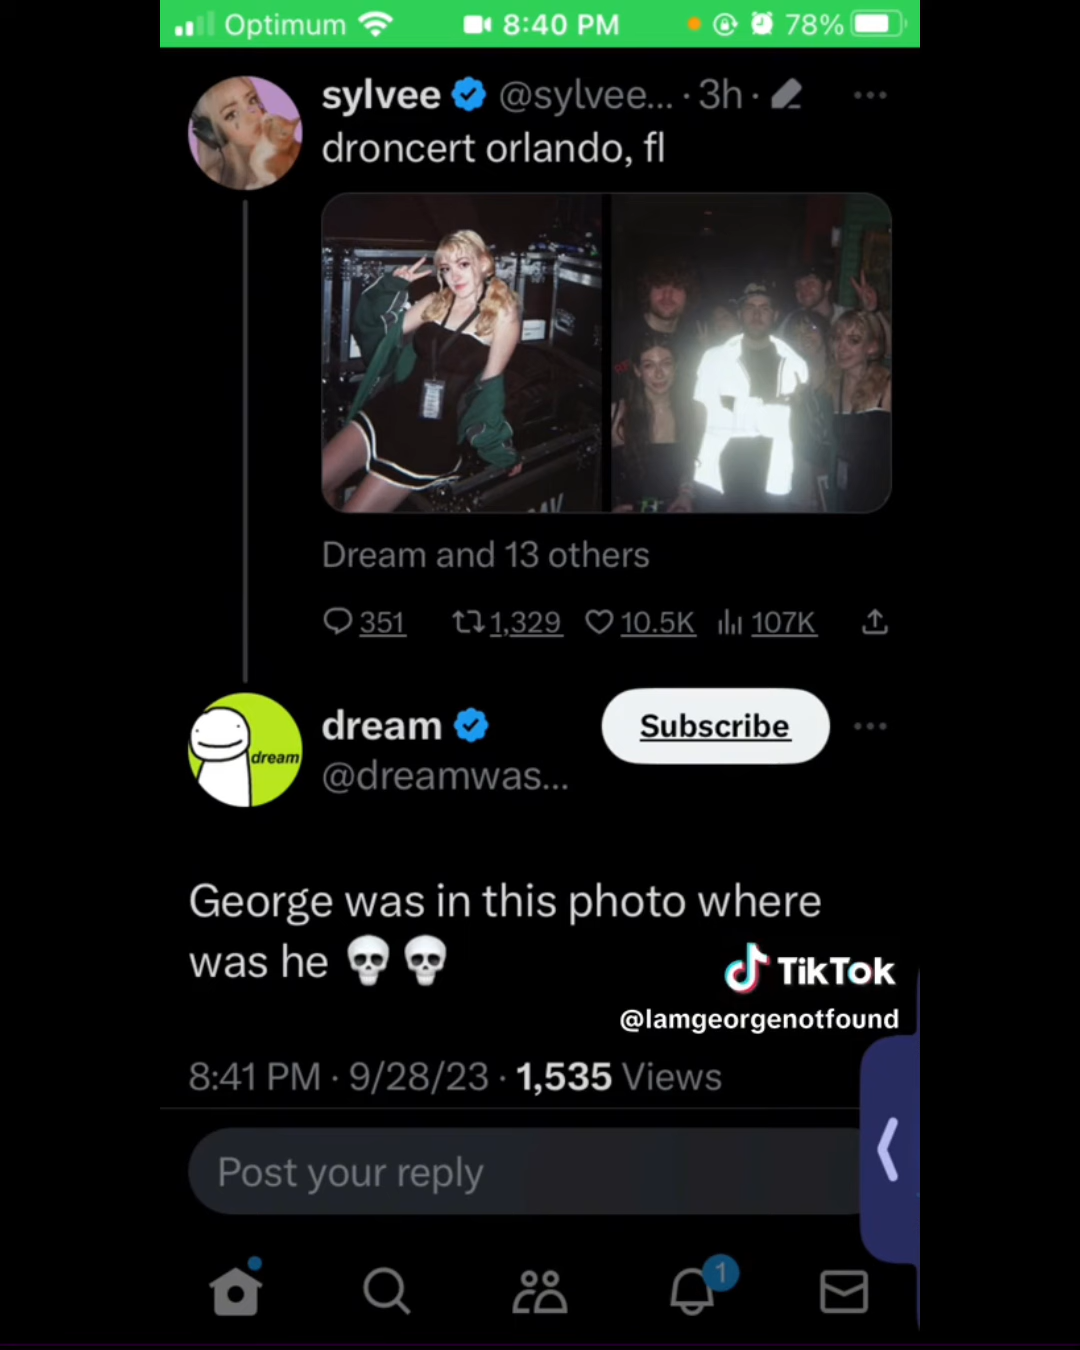 Optimum 8:40 PM 78%
sylvee @sylvee... · 3h ·
droncert orlando, fl
Dream and 13 others
351 1,329 10.5K 107K
dream
dream Subscribe
@dreamwas...
George was in this photo where
was he 💀💀
TikTok
@lamgeorgenotfound
8:41 PM · 9/28/23 · 1,535 Views
Post your reply
1